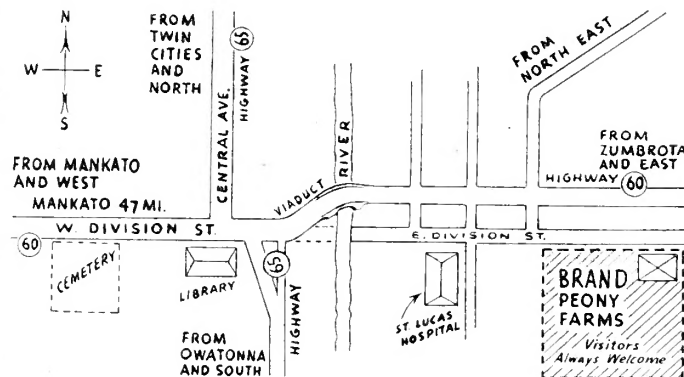 N
W E
S
FROM
TWIN
CITIES
AND
NORTH
CENTRAL AVE.
HIGHWAY 65
FROM
NORTH EAST
FROM MANKATO
AND WEST
MANKATO 47 MI.
W. DIVISION ST.
60
VIADUCT
RIVER
FROM
ZUMBROTA
AND EAST
HIGHWAY 60
E. DIVISION ST.
CEMETERY
LIBRARY
65
HIGHWAY
FROM
OWATONNA
AND SOUTH
ST. LUCAS
HOSPITAL
BRAND
PEONY
FARMS
Visitors
Always Welcome